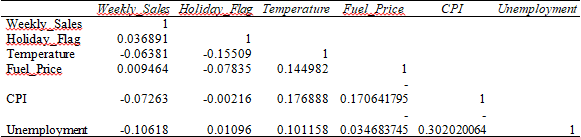 Weekly_Sales Holiday_Flag Temperature Fuel_Price CPI Unemployment
Weekly_Sales 1
Holiday_Flag 0.036891 1
Temperature -0.06381 -0.15509 1
Fuel_Price 0.009464 -0.07835 0.144982 1
-
CPI -0.07263 -0.00216 0.176888 0.170641795 1
- -
Unemployment -0.10618 0.01096 0.101158 0.034683745 0.302020064 1